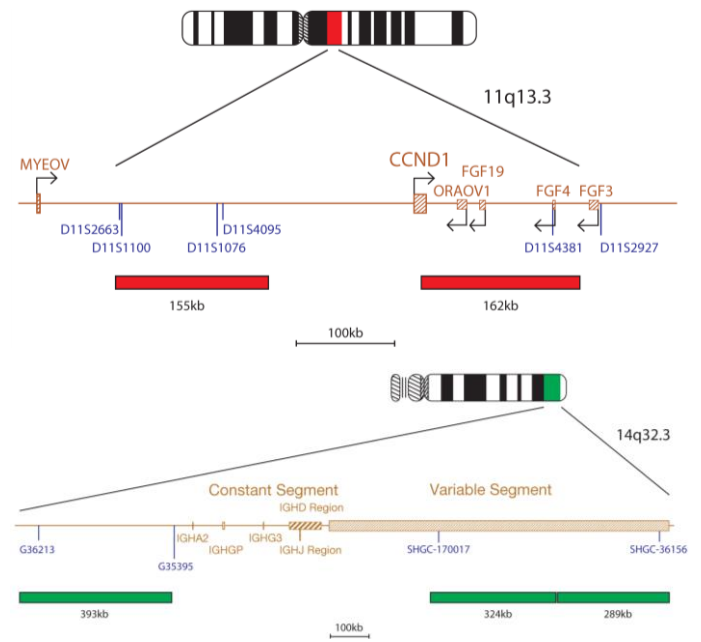 11q13.3
MYEOV
CCND1
FGF19
ORAOV1
FGF4
FGF3
D11S2663
D11S4095
D11S1100
D11S1076
D11S4381
D11S2927
155kb
162kb
100kb
14q32.3
Constant Segment
Variable Segment
IGHD Region
IGHA2
IGHG3
G36213
IGHGP
IGHJ Region
SHGC-170017
SHGC-36156
G35395
393kb
324kb
289kb
100kb